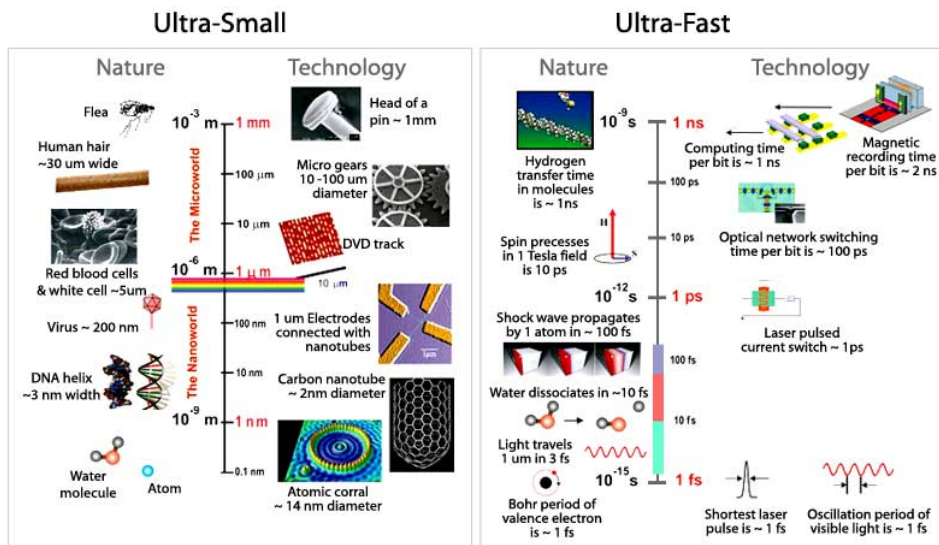 Ultra-Small
Nature
Technology
Flea
Human hair
~30 um wide
Red blood cells
& white cell ~5um
Virus ~ 200 nm
DNA helix
~3 nm width
Water
molecule
Atom
10-3 m
1 mm
The Microworld
100 μm
10 μm
10-6 m
1 μm
The Nanoworld
100 nm
10 nm
10-9 m
1 nm
0.1 nm
Head of a
pin ~ 1mm
Micro gears
10 -100 um
diameter
DVD track
10 μm
1 um Electrodes
connected with
nanotubes
1μm
Carbon nanotube
~ 2nm diameter
Atomic corral
~ 14 nm diameter
Ultra-Fast
Nature
Technology
Hydrogen
transfer time
in molecules
is ~ 1ns
H
S
Spin precesses
in 1 Tesla field
is 10 ps
Shock wave propagates
by 1 atom in ~ 100 fs
Water dissociates in ~10 fs
Light travels
1 um in 3 fs
Bohr period of
valence electron
is ~ 1 fs
10-9 s
1 ns
100 ps
10 ps
10-12 s
1 ps
100 fs
10 fs
10-15 s
1 fs
Computing time
per bit is ~ 1 ns
Magnetic
recording time
per bit is ~ 2 ns
Optical network switching
time per bit is ~ 100 ps
Laser pulsed
current switch ~ 1ps
Shortest laser
pulse is ~ 1 fs
Oscillation period of
visible light is ~ 1 fs